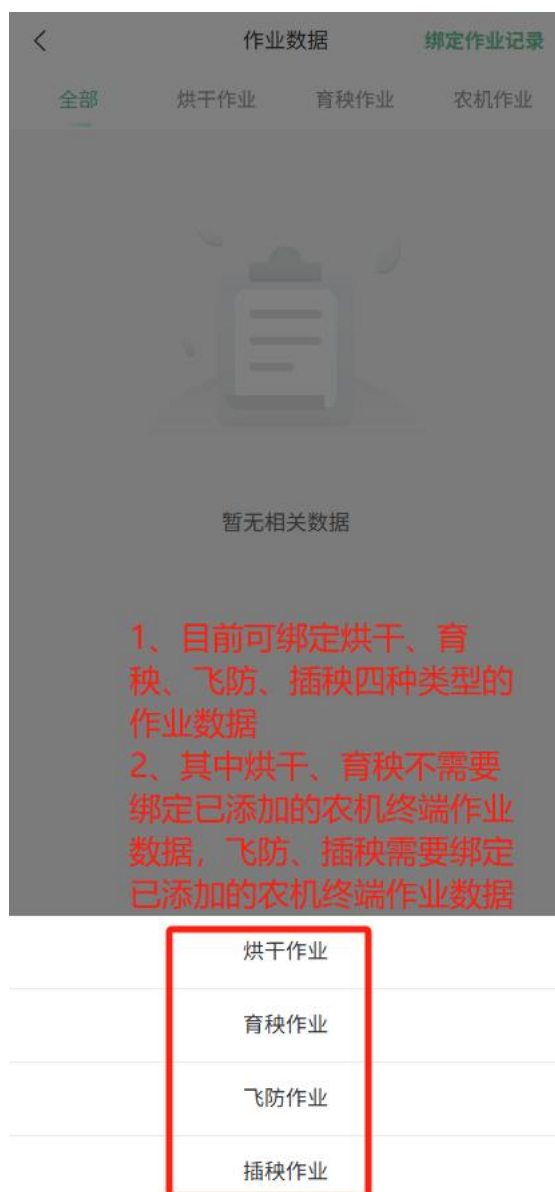 作业数据 绑定作业记录
全部 烘干作业 育秧作业 农机作业
暂无相关数据
1、目前可绑定烘干、育
秧、飞防、插秧四种类型的
作业数据
2、其中烘干、育秧不需要
绑定已添加的农机终端作业
数据，飞防、插秧需要绑定
已添加的农机终端作业数据
烘干作业
育秧作业
飞防作业
插秧作业